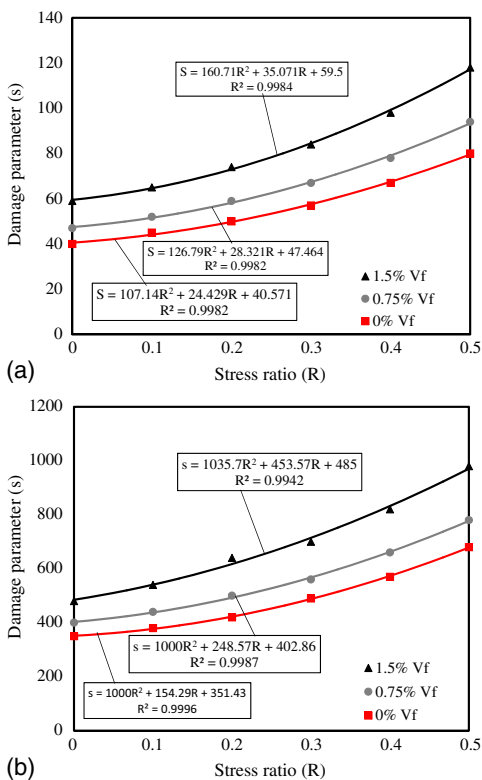 140
120
100
80
60
40
20
0
Damage parameter (s)
S = 160.71R² + 35.071R + 59.5
R² = 0.9984
S = 126.79R² + 28.321R + 47.464
R² = 0.9982
S = 107.14R² + 24.429R + 40.571
R² = 0.9982
1.5% Vf
0.75% Vf
0% Vf
0 0.1 0.2 0.3 0.4 0.5
Stress ratio (R)
(a)
1200
1000
800
600
400
200
0
Damage parameter (s)
s = 1035.7R² + 453.57R + 485
R² = 0.9942
s = 1000R² + 248.57R + 402.86
R² = 0.9987
s = 1000R² + 154.29R + 351.43
R² = 0.9996
1.5% Vf
0.75% Vf
0% Vf
0 0.1 0.2 0.3 0.4 0.5
Stress ratio (R)
(b)